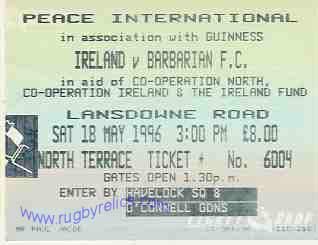 PEACE INTERNATIONAL
in association with GUINNESS
IRELAND v BARBARIAN F.C.
in aid of CO-OPERATION NORTH,
CO-OPERATION IRELAND & THE IRELAND FUND
LANSDOWNE ROAD
SAT 18 MAY 1996 3:00 PM £8.00
NORTH TERRACE TICKET # No. 6004
GATES OPEN 1.30p.m.
ENTER BY HAVELOCK SQ &
O'CONNELL GDNS
www.rugbyrelics.com